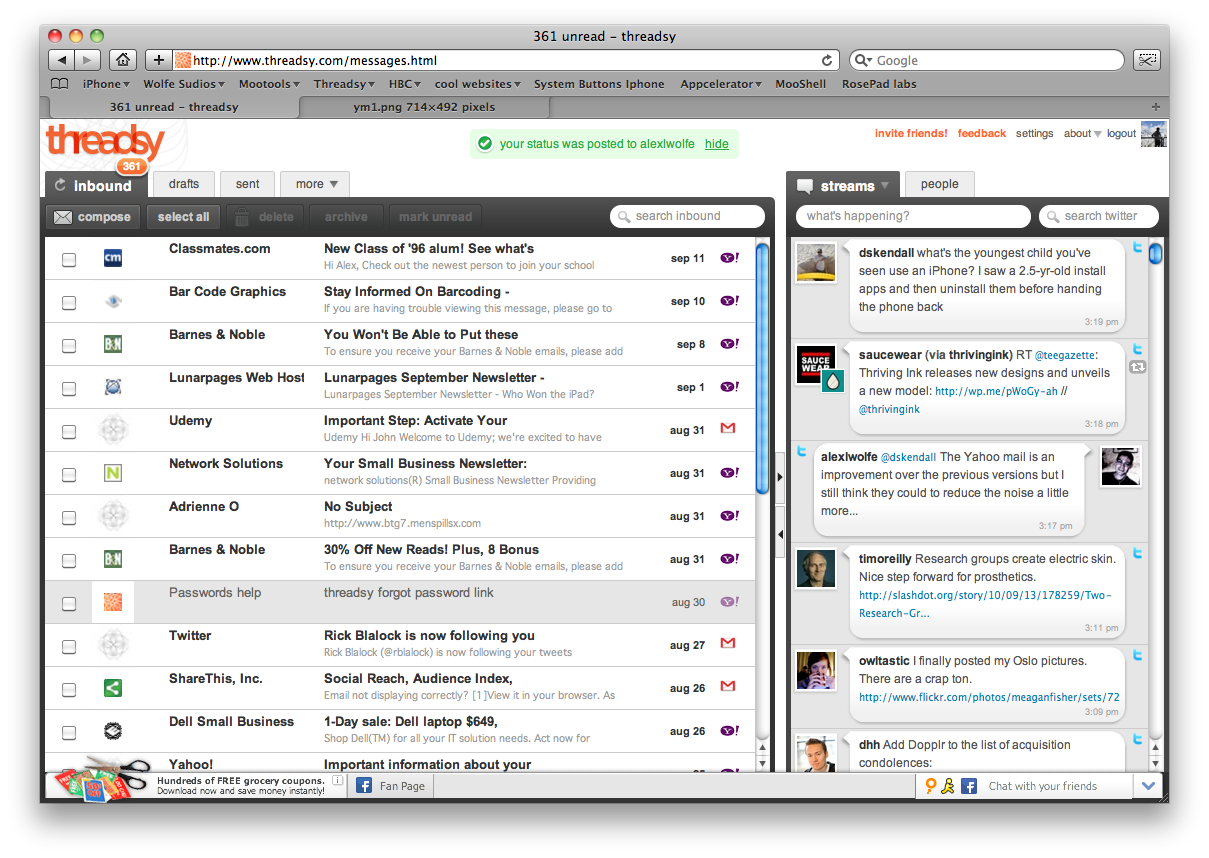 361 unread – threadsy
http://www.threadsy.com/messages.html
Google
iPhone
Wolfe Sudios
Mootools
Threadsy
HBC
cool websites
System Buttons Iphone
Appcelerator
MooShell
RosePad labs
361 unread – threadsy
ym1.png 714×492 pixels
threadsy
361
your status was posted to alexlwolfe hide
invite friends! feedback settings about logout
inbound
drafts
sent
more
compose
select all
delete
archive
mark unread
search inbound
Classmates.com New Class of '96 alum! See what's
Hi Alex, Check out the newest person to join your school
sep 11 Y!
Bar Code Graphics Stay Informed On Barcoding -
If you are having trouble viewing this message, please go to
sep 10 Y!
B&N
Barnes & Noble You Won't Be Able to Put these
To ensure you receive your Barnes & Noble emails, please add
sep 8 Y!
Lunarpages Web Host Lunarpages September Newsletter -
Lunarpages September Newsletter - Who Won the iPad?
sep 1 Y!
Udemy Important Step: Activate Your
Udemy Hi John Welcome to Udemy; we're excited to have
aug 31
N
Network Solutions Your Small Business Newsletter:
network solutions(R) Small Business Newsletter Providing
aug 31 Y!
Adrienne O No Subject
http://www.btg7.menspillsx.com
aug 31 Y!
B&N
Barnes & Noble 30% Off New Reads! Plus, 8 Bonus
To ensure you receive your Barnes & Noble emails, please add
aug 31 Y!
Passwords help threadsy forgot password link
aug 30 Y!
Twitter Rick Blalock is now following you
Rick Blalock (@rblalock) is now following your tweets
aug 27
ShareThis, Inc. Social Reach, Audience Index,
Email not displaying correctly? [1]View it in your browser. As
aug 26
Dell Small Business 1-Day sale: Dell laptop $649,
Shop Dell(TM) for all your IT solution needs. Act now for
aug 26 Y!
Yahoo! Important information about your
cm
streams
people
what's happening?
search twitter
dskendall what's the youngest child you've
seen use an iPhone? I saw a 2.5-yr-old install
apps and then uninstall them before handing
the phone back
3:19 pm
SAUCE
WEAR
saucewear (via thrivingink) RT @teegazette:
Thriving Ink releases new designs and unveils
a new model: http://wp.me/pWoGy-ah //
@thrivingink
3:18 pm
alexlwolfe @dskendall The Yahoo mail is an
improvement over the previous versions but I
still think they could to reduce the noise a little
more...
3:17 pm
timoreilly Research groups create electric skin.
Nice step forward for prosthetics.
http://slashdot.org/story/10/09/13/178259/Two-
Research-Gr...
3:11 pm
owltastic I finally posted my Oslo pictures.
There are a crap ton.
http://www.flickr.com/photos/meaganfisher/sets/72
3:09 pm
dhh Add Dopplr to the list of acquisition
condolences:
Hundreds of FREE grocery coupons.
Download now and save money instantly!
Fan Page
Chat with your friends